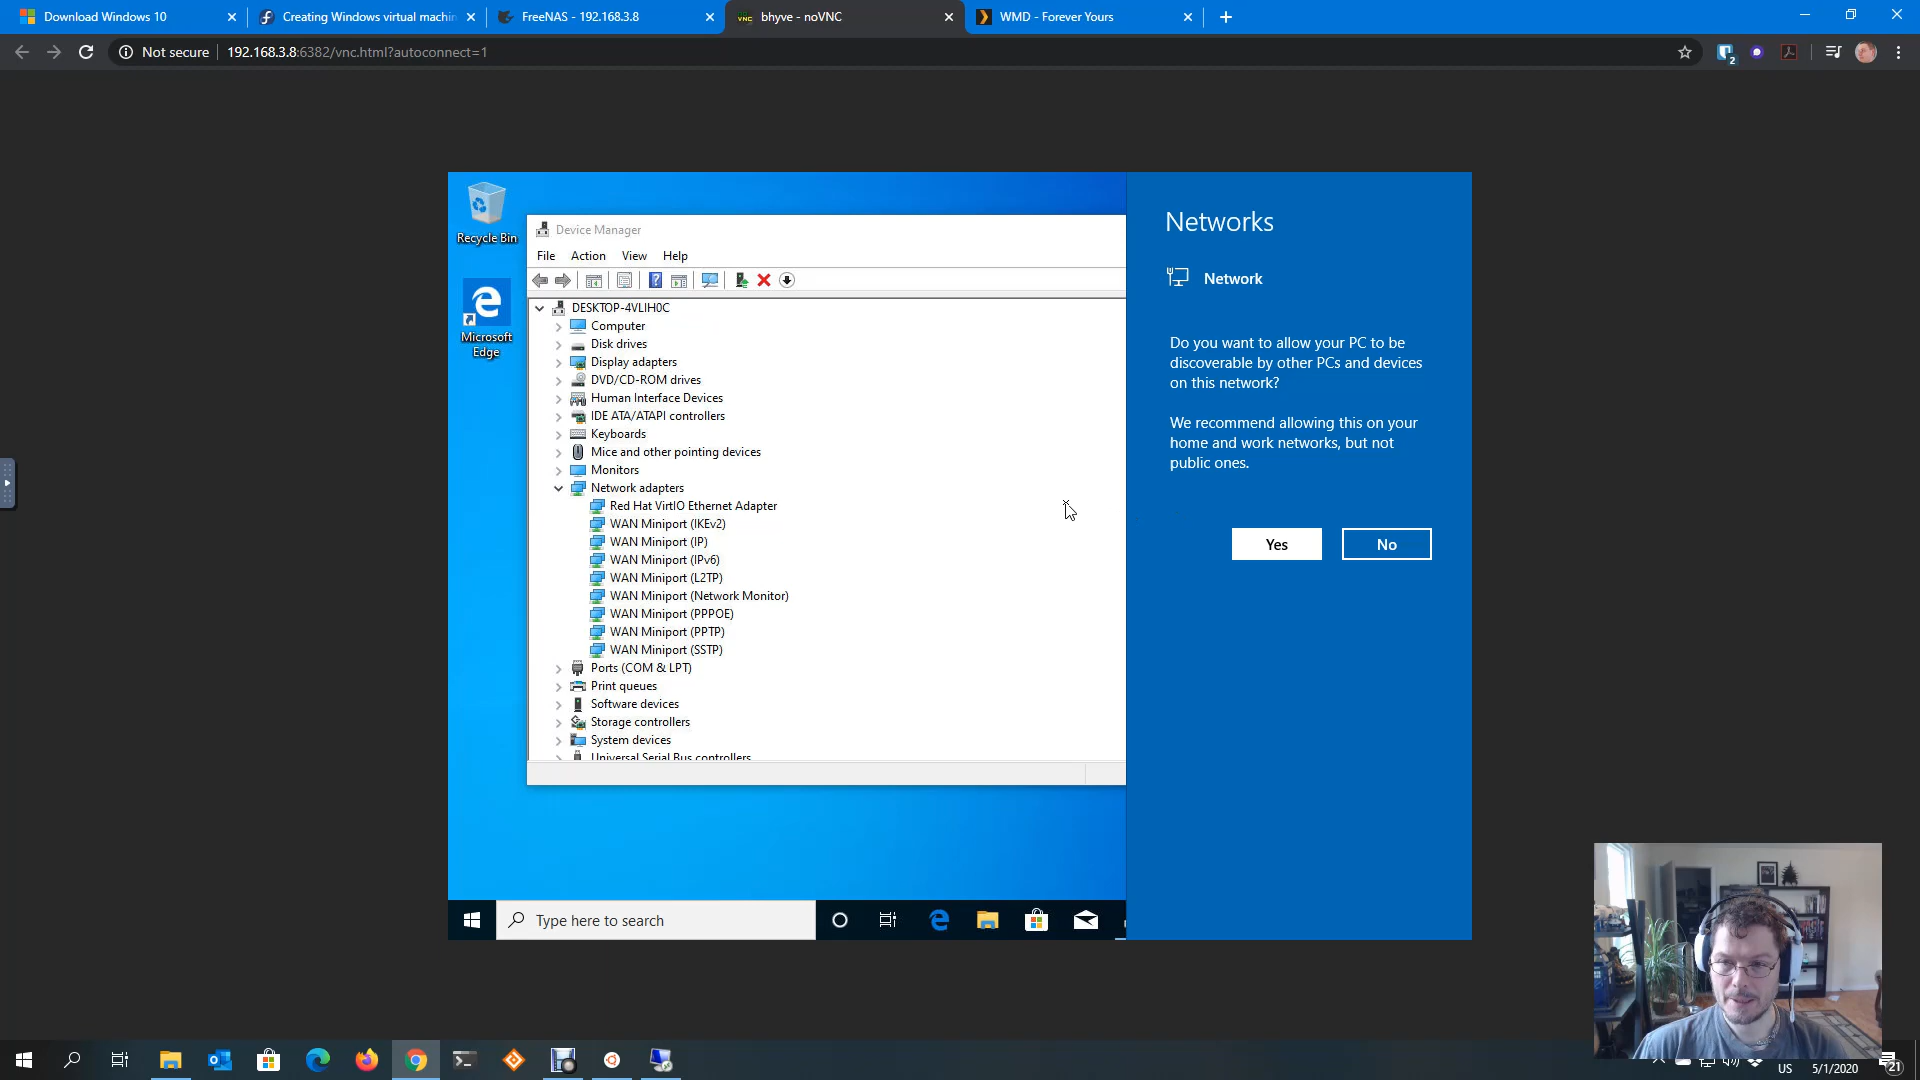 Download Windows 10
Creating Windows virtual machin
FreeNAS - 192.168.3.8
VNC
bhyve - noVNC
WMD - Forever Yours
Not secure
192.168.3.8:6382/vnc.html?autoconnect=1
2
Recycle Bin
Microsoft
Edge
Device Manager
File
Action
View
Help
DESKTOP-4VLIH0C
Computer
Disk drives
Display adapters
DVD/CD-ROM drives
Human Interface Devices
IDE ATA/ATAPI controllers
Keyboards
Mice and other pointing devices
Monitors
Network adapters
Red Hat VirtIO Ethernet Adapter
WAN Miniport (IKEv2)
WAN Miniport (IP)
WAN Miniport (IPv6)
WAN Miniport (L2TP)
WAN Miniport (Network Monitor)
WAN Miniport (PPPOE)
WAN Miniport (PPTP)
WAN Miniport (SSTP)
Ports (COM & LPT)
Print queues
Software devices
Storage controllers
System devices
Universal Serial Bus controllers
Networks
Network
Do you want to allow your PC to be
discoverable by other PCs and devices
on this network?
We recommend allowing this on your
home and work networks, but not
public ones.
Yes
No
Type here to search
US
5/1/2020
21